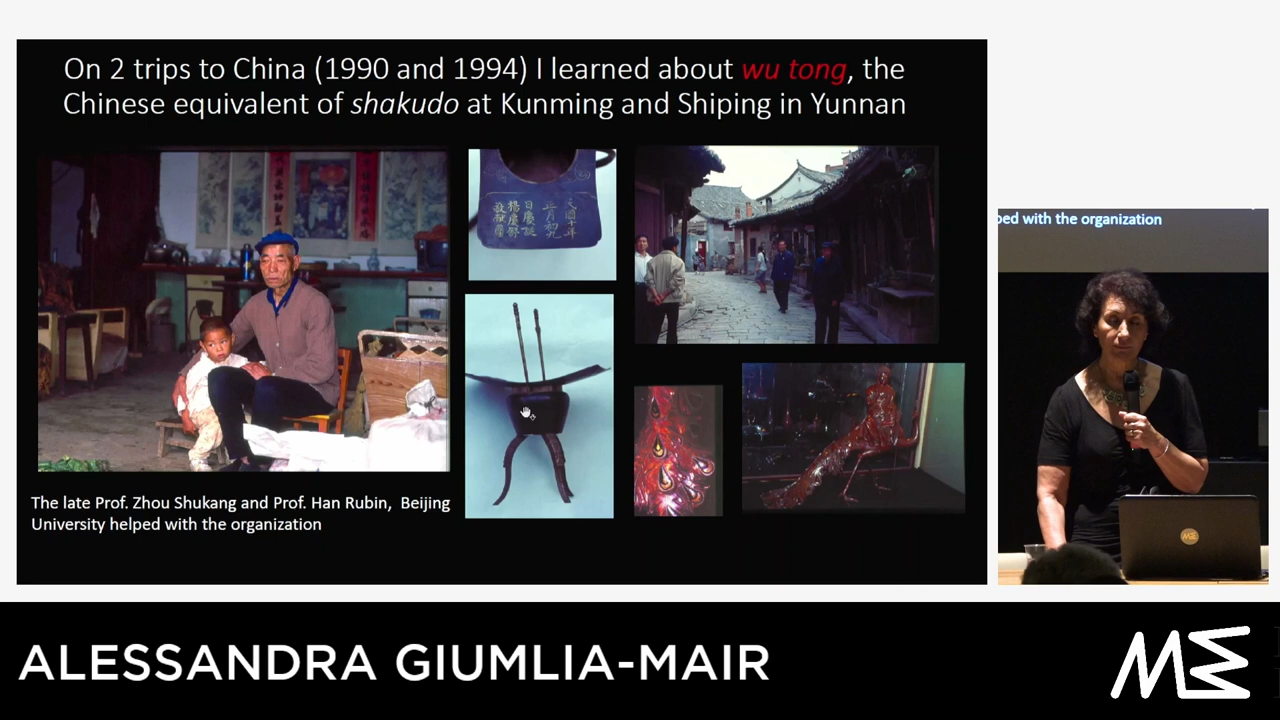 On 2 trips to China (1990 and 1994) I learned about wu tong, the
Chinese equivalent of shakudo at Kunming and Shiping in Yunnan
The late Prof. Zhou Shukang and Prof. Han Rubin, Beijing
University helped with the organization
ped with the organization
ALESSANDRA GIUMLIA-MAIR